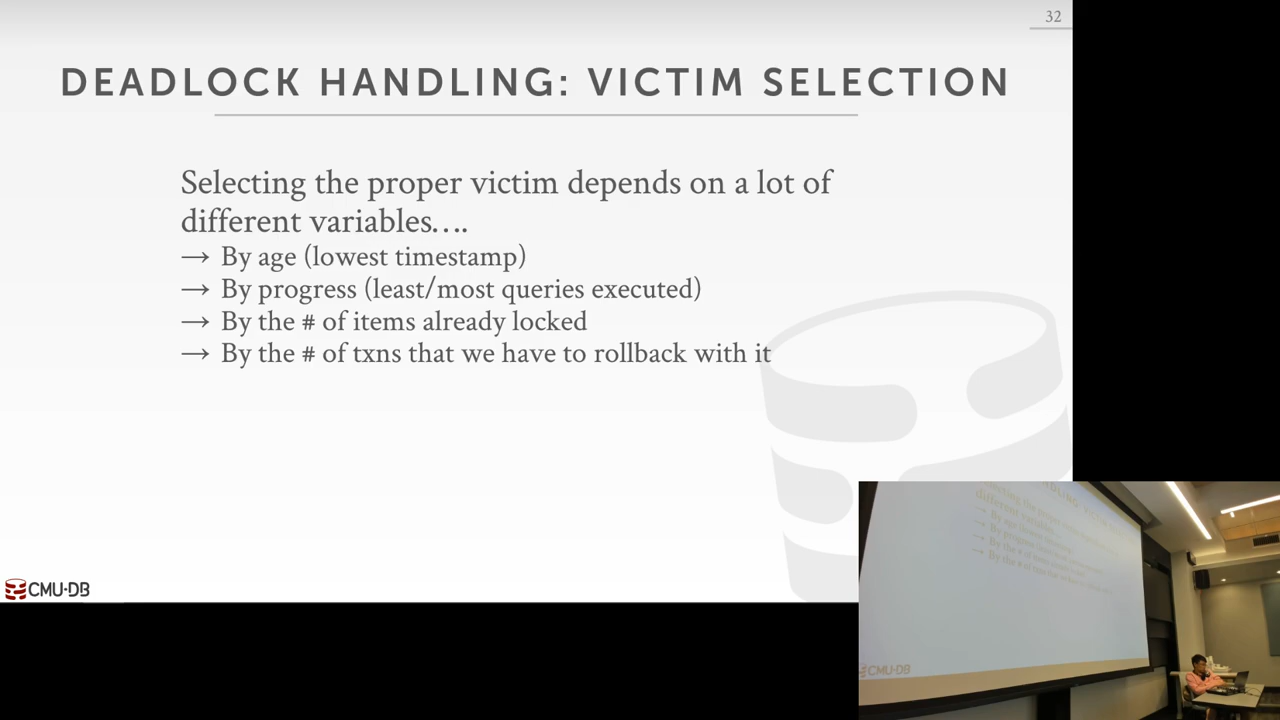 32
DEADLOCK HANDLING: VICTIM SELECTION
Selecting the proper victim depends on a lot of
different variables….
→ By age (lowest timestamp)
→ By progress (least/most queries executed)
→ By the # of items already locked
→ By the # of txns that we have to rollback with it
CMU·DB
CMU·DB